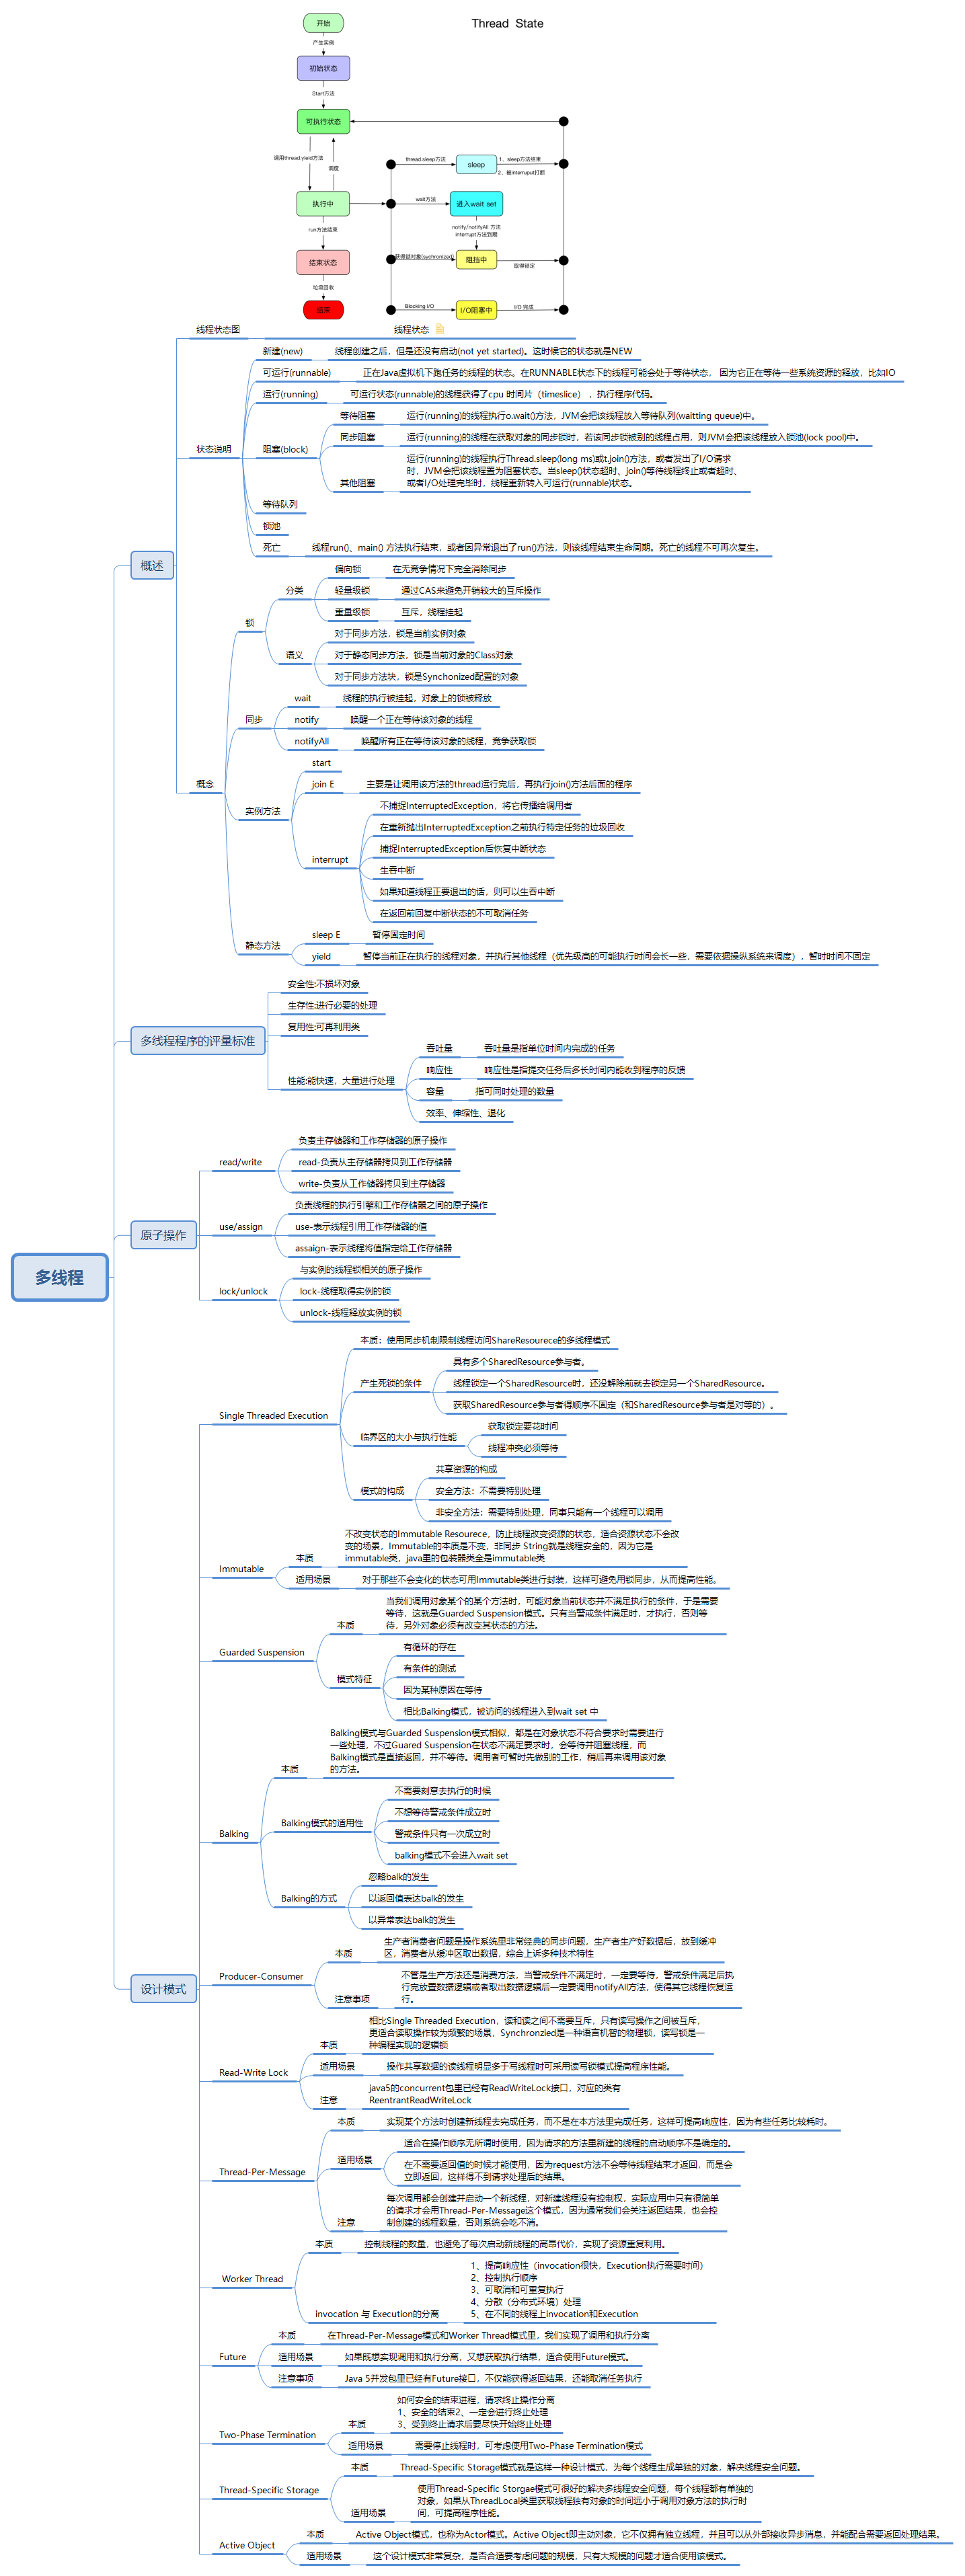 Thread State
开始
产生实例
初始状态
Start方法
可执行状态
调用thread.yield方法
调度
执行中
run方法结束
结束状态
垃圾回收
结束
thread.sleep方法
sleep
1、sleep方法结束
2、被interruput打断
wait方法
进入wait set
notify/notifyAll 方法
interrupt方法到期
获得锁对象(sychronized)
阻挡中
取得锁定
Blocking I/O
I/O阻塞中
I/O 完成
多线程
概述
线程状态图
线程状态
状态说明
新建(new)
线程创建之后，但是还没有启动(not yet started)。这时候它的状态就是NEW
可运行(runnable)
正在Java虚拟机下跑任务的线程的状态。在RUNNABLE状态下的线程可能会处于等待状态， 因为它正在等待一些系统资源的释放，比如IO
运行(running)
可运行状态(runnable)的线程获得了cpu 时间片（timeslice），执行程序代码。
阻塞(block)
等待阻塞
运行(running)的线程执行o.wait()方法，JVM会把该线程放入等待队列(waitting queue)中。
同步阻塞
运行(running)的线程在获取对象的同步锁时，若该同步锁被别的线程占用，则JVM会把该线程放入锁池(lock pool)中。
其他阻塞
运行(running)的线程执行Thread.sleep(long ms)或t.join()方法，或者发出了I/O请求
时，JVM会把该线程置为阻塞状态。当sleep()状态超时、join()等待线程终止或者超时、
或者I/O处理完毕时，线程重新转入可运行(runnable)状态。
等待队列
锁池
死亡
线程run()、main() 方法执行结束，或者因异常退出了run()方法，则该线程结束生命周期。死亡的线程不可再次复生。
概念
锁
分类
偏向锁
在无竞争情况下完全消除同步
轻量级锁
通过CAS来避免开销较大的互斥操作
重量级锁
互斥，线程挂起
语义
对于同步方法，锁是当前实例对象
对于静态同步方法，锁是当前对象的Class对象
对于同步方法块，锁是Synchonized配置的对象
同步
wait
线程的执行被挂起，对象上的锁被释放
notify
唤醒一个正在等待该对象的线程
notifyAll
唤醒所有正在等待该对象的线程，竞争获取锁
实例方法
start
join E
主要是让调用该方法的thread运行完后，再执行join()方法后面的程序
interrupt
不捕捉InterruptedException，将它传播给调用者
在重新抛出InterruptedException之前执行特定任务的垃圾回收
捕捉InterruptedException后恢复中断状态
生吞中断
如果知道线程正要退出的话，则可以生吞中断
在返回前回复中断状态的不可取消任务
静态方法
sleep E
暂停固定时间
yield
暂停当前正在执行的线程对象，并执行其他线程（优先级高的可能执行时间会长一些，需要依据操纵系统来调度），暂时时间不固定
多线程程序的评量标准
安全性:不损坏对象
生存性:进行必要的处理
复用性:可再利用类
性能:能快速，大量进行处理
吞吐量
吞吐量是指单位时间内完成的任务
响应性
响应性是指提交任务后多长时间内能收到程序的反馈
容量
指可同时处理的数量
效率、伸缩性、退化
原子操作
read/write
负责主存储器和工作存储器的原子操作
read-负责从主存储器拷贝到工作存储器
write-负责从工作储器拷贝到主存储器
use/assign
负责线程的执行引擎和工作存储器之间的原子操作
use-表示线程引用工作存储器的值
assaign-表示线程将值指定给工作存储器
lock/unlock
与实例的线程锁相关的原子操作
lock-线程取得实例的锁
unlock-线程释放实例的锁
设计模式
Single Threaded Execution
本质：使用同步机制限制线程访问ShareResourece的多线程模式
产生死锁的条件
具有多个SharedResource参与者。
线程锁定一个SharedResource时，还没解除前就去锁定另一个SharedResource。
获取SharedResource参与者得顺序不固定（和SharedResource参与者是对等的）。
临界区的大小与执行性能
获取锁定要花时间
线程冲突必须等待
模式的构成
共享资源的构成
安全方法：不需要特别处理
非安全方法：需要特别处理，同事只能有一个线程可以调用
Immutable
本质
不改变状态的Immutable Resourece，防止线程改变资源的状态，适合资源状态不会改
变的场景，Immutable的本质是不变，非同步 String就是线程安全的，因为它是
immutable类，java里的包装器类全是immutable类
适用场景
对于那些不会变化的状态可用Immutable类进行封装，这样可避免用锁同步，从而提高性能。
Guarded Suspension
本质
当我们调用对象某个的某个方法时，可能对象当前状态并不满足执行的条件，于是需要
等待，这就是Guarded Suspension模式。只有当警戒条件满足时，才执行，否则等
待，另外对象必须有改变其状态的方法。
模式特征
有循环的存在
有条件的测试
因为某种原因在等待
相比Balking模式，被访问的线程进入到wait set 中
Balking
本质
Balking模式与Guarded Suspension模式相似，都是在对象状态不符合要求时需要进行
一些处理，不过Guared Suspension在状态不满足要求时，会等待并阻塞线程，而
Balking模式是直接返回，并不等待。调用者可暂时先做别的工作，稍后再来调用该对象
的方法。
Balking模式的适用性
不需要刻意去执行的时候
不想等待警戒条件成立时
警戒条件只有一次成立时
balking模式不会进入wait set
Balking的方式
忽略balk的发生
以返回值表达balk的发生
以异常表达balk的发生
Producer-Consumer
本质
生产者消费者问题是操作系统里非常经典的同步问题，生产者生产好数据后，放到缓冲
区，消费者从缓冲区取出数据，综合上诉多种技术特性
注意事项
不管是生产方法还是消费方法，当警戒条件不满足时，一定要等待，警戒条件满足后执
行完放置数据逻辑或者取出数据逻辑后一定要调用notifyAll方法，使得其它线程恢复运
行。
Read-Write Lock
本质
相比Single Threaded Execution，读和读之间不需要互斥，只有读写操作之间被互斥，
更适合读取操作较为频繁的场景，Synchronzied是一种语言机智的物理锁，读写锁是一
种编程实现的逻辑锁
适用场景
操作共享数据的读线程明显多于写线程时可采用读写锁模式提高程序性能。
注意
java5的concurrent包里已经有ReadWriteLock接口，对应的类有
ReentrantReadWriteLock
Thread-Per-Message
本质
实现某个方法时创建新线程去完成任务，而不是在本方法里完成任务，这样可提高响应性，因为有些任务比较耗时。
适用场景
适合在操作顺序无所谓时使用，因为请求的方法里新建的线程的启动顺序不是确定的。
在不需要返回值的时候才能使用，因为request方法不会等待线程结束才返回，而是会
立即返回，这样得不到请求处理后的结果。
注意
每次调用都会创建并启动一个新线程，对新建线程没有控制权，实际应用中只有很简单
的请求才会用Thread-Per-Message这个模式，因为通常我们会关注返回结果，也会控
制创建的线程数量，否则系统会吃不消。
Worker Thread
本质
控制线程的数量，也避免了每次启动新线程的高昂代价，实现了资源重复利用。
invocation 与 Execution的分离
1、提高响应性（invocation很快，Execution执行需要时间）
2、控制执行顺序
3、可取消和可重复执行
4、分散（分布式环境）处理
5、在不同的线程上invocation和Execution
Future
本质
在Thread-Per-Message模式和Worker Thread模式里，我们实现了调用和执行分离
适用场景
如果既想实现调用和执行分离，又想获取执行结果，适合使用Future模式。
注意事项
Java 5并发包里已经有Future接口，不仅能获得返回结果，还能取消任务执行
Two-Phase Termination
本质
如何安全的结束进程，请求终止操作分离
1、安全的结束2、一定会进行终止处理
3、受到终止请求后要尽快开始终止处理
适用场景
需要停止线程时，可考虑使用Two-Phase Termination模式
Thread-Specific Storage
本质
Thread-Specific Storage模式就是这样一种设计模式，为每个线程生成单独的对象，解决线程安全问题。
适用场景
使用Thread-Specific Storgae模式可很好的解决多线程安全问题，每个线程都有单独的
对象，如果从ThreadLocal类里获取线程独有对象的时间远小于调用对象方法的执行时
间，可提高程序性能。
Active Object
本质
Active Object模式，也称为Actor模式。Active Object即主动对象，它不仅拥有独立线程，并且可以从外部接收异步消息，并能配合需要返回处理结果。
适用场景
这个设计模式非常复杂，是否合适要考虑问题的规模，只有大规模的问题才适合使用该模式。